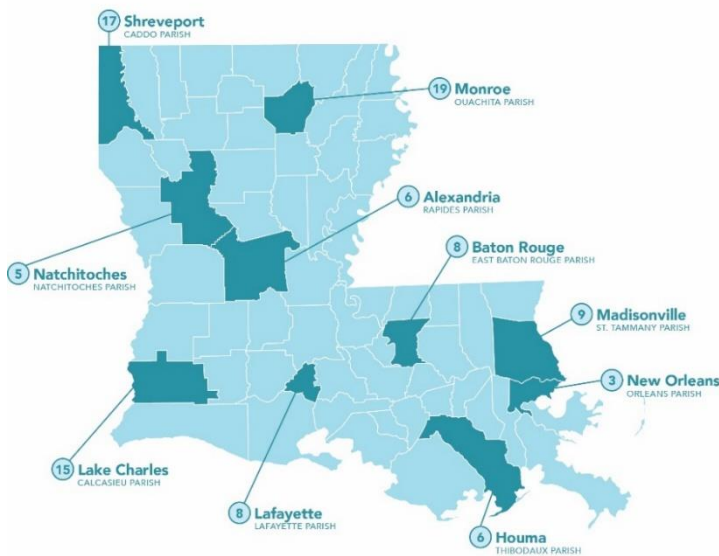 17 Shreveport
CADDO PARISH
19 Monroe
OUACHITA PARISH
6 Alexandria
RAPIDES PARISH
8 Baton Rouge
EAST BATON ROUGE PARISH
5 Natchitoches
NATCHITOCHES PARISH
9 Madisonville
ST. TAMMANY PARISH
3 New Orleans
ORLEANS PARISH
15 Lake Charles
CALCASIEU PARISH
8 Lafayette
LAFAYETTE PARISH
6 Houma
THIBODAUX PARISH